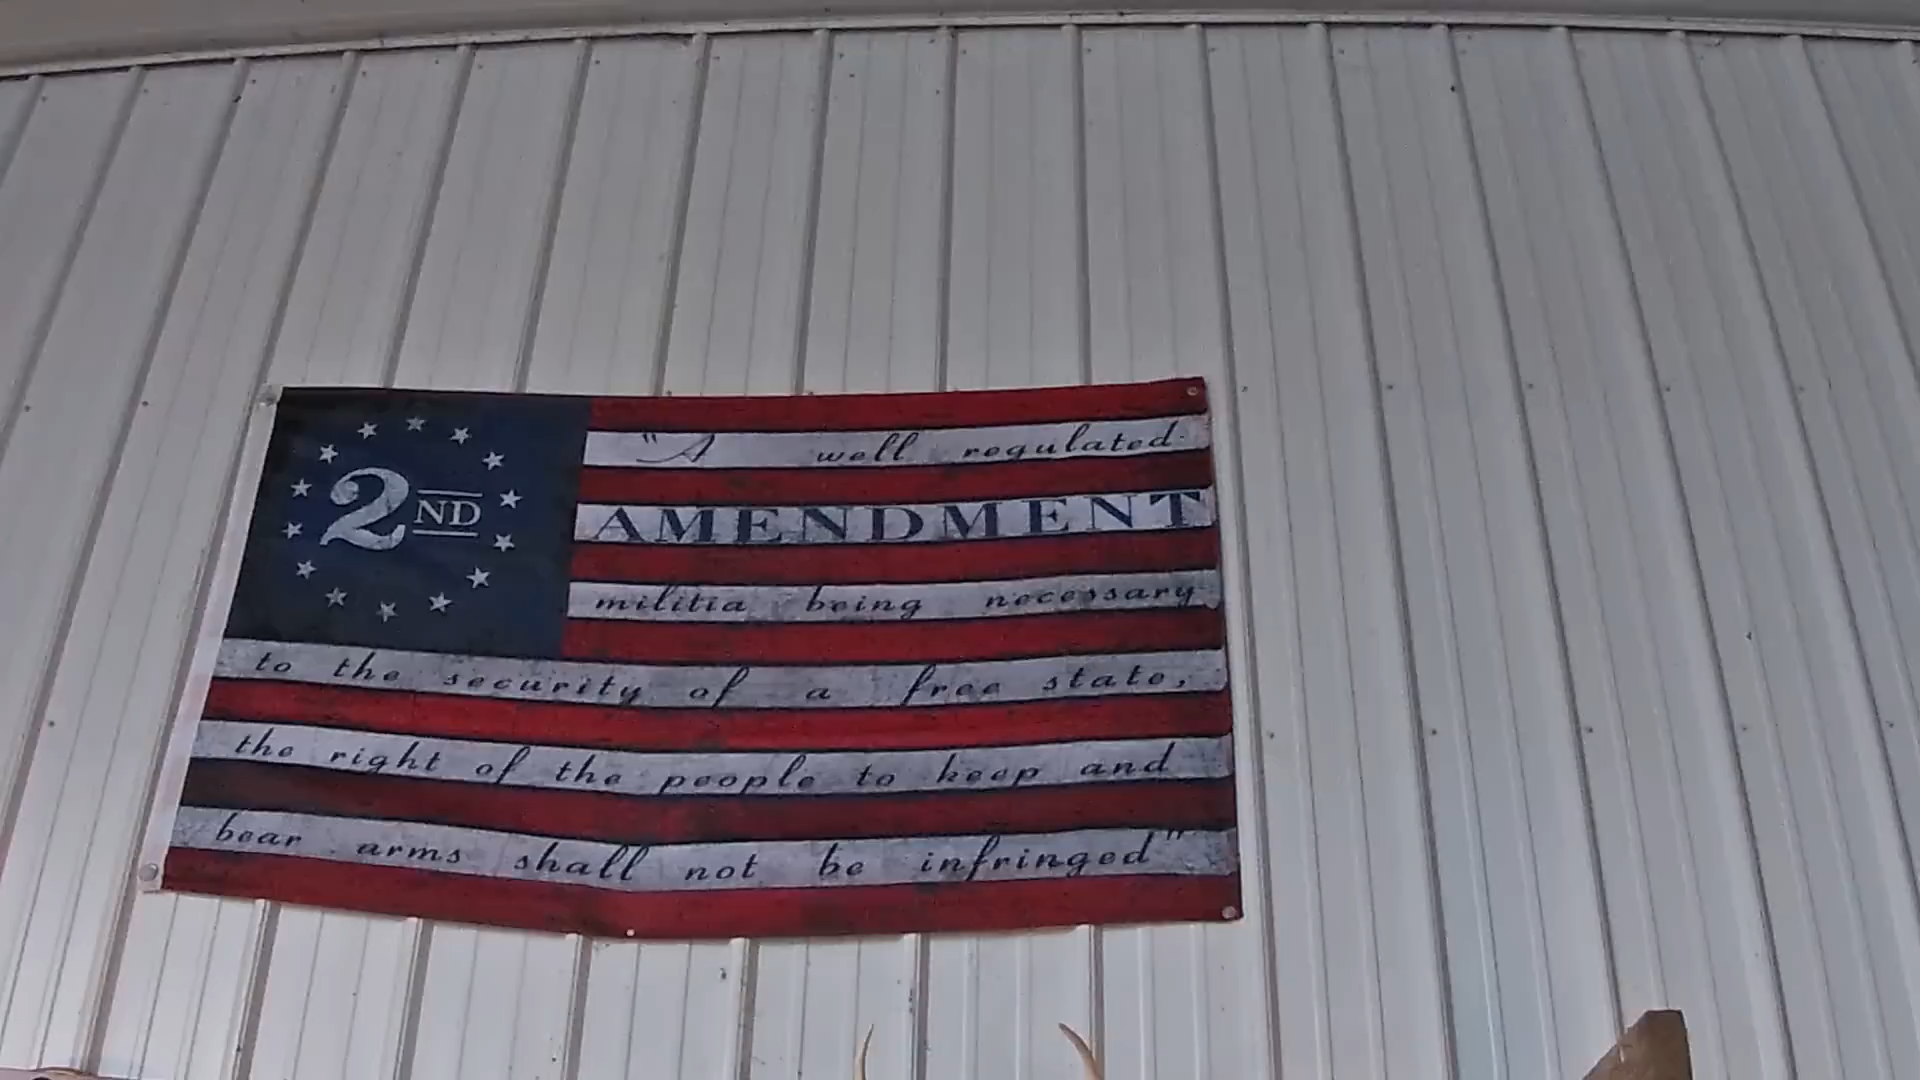 2ND
"A well regulated
AMENDMENT
militia being necessary
to the security of a free state,
the right of the people to keep and
bear arms shall not be infringed"